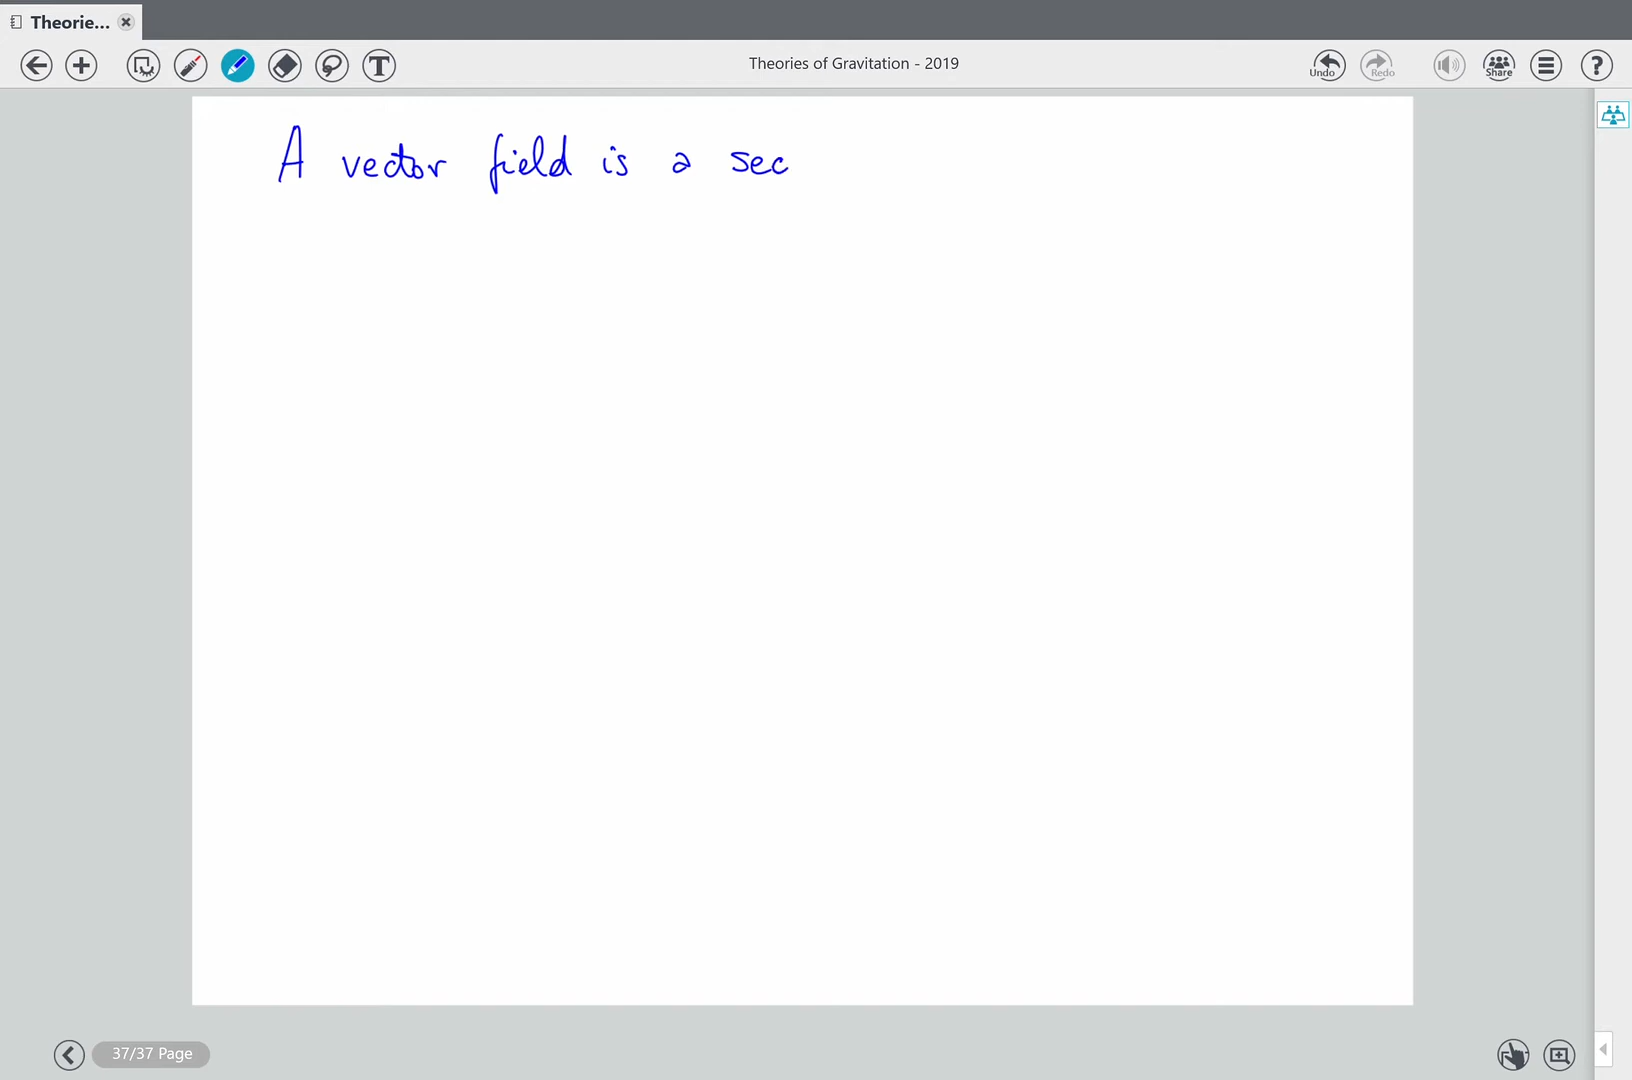 Theorie...
Theories of Gravitation - 2019
Undo
Redo
Share
A vector field is a sec
37/37 Page